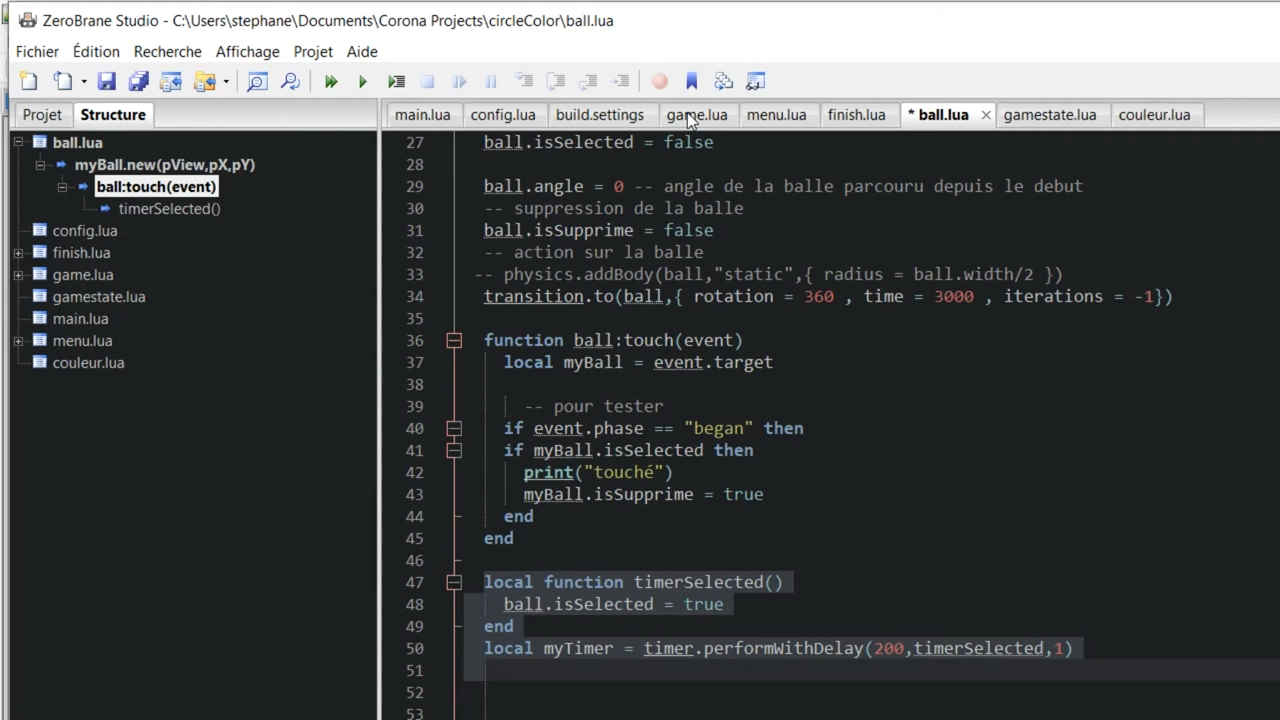 ZeroBrane Studio - C:\Users\stephane\Documents\Corona Projects\circleColor\ball.lua
Fichier Édition Recherche Affichage Projet Aide
Projet Structure
main.lua config.lua build.settings game.lua menu.lua finish.lua * ball.lua gamestate.lua couleur.lua
ball.lua
myBall.new(pView,pX,pY)
ball:touch(event)
timerSelected()
config.lua
finish.lua
game.lua
gamestate.lua
main.lua
menu.lua
couleur.lua
27 ball.isSelected = false
28
29 ball.angle = 0 -- angle de la balle parcouru depuis le debut
30 -- suppression de la balle
31 ball.isSupprime = false
32 -- action sur la balle
33 -- physics.addBody(ball,"static",{ radius = ball.width/2 })
34 transition.to(ball,{ rotation = 360 , time = 3000 , iterations = -1})
35
36 function ball:touch(event)
37 local myBall = event.target
38
39 -- pour tester
40 if event.phase == "began" then
41 if myBall.isSelected then
42 print("touché")
43 myBall.isSupprime = true
44 end
45 end
46
47 local function timerSelected()
48 ball.isSelected = true
49 end
50 local myTimer = timer.performWithDelay(200,timerSelected,1)
51
52
53